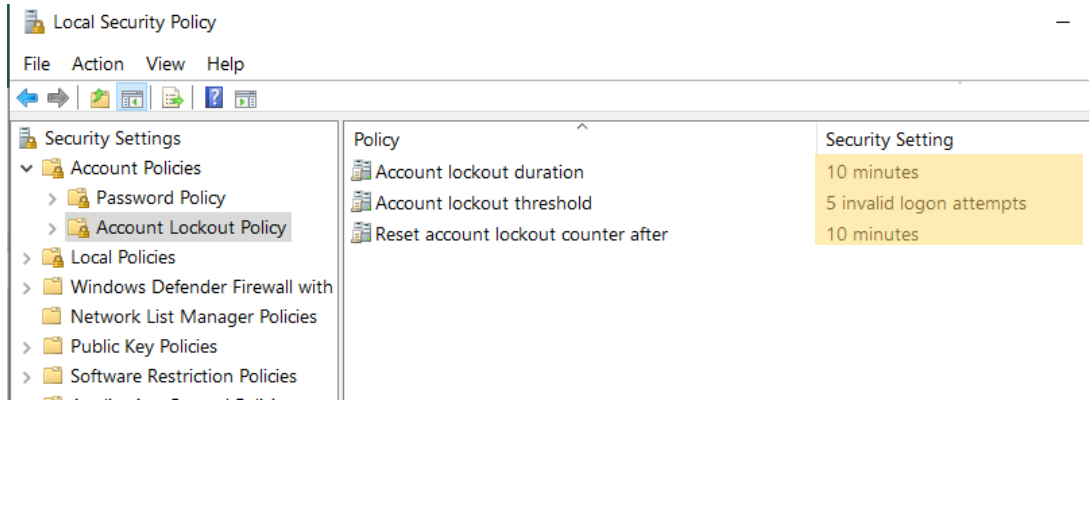 Local Security Policy
File Action View Help
Security Settings
Account Policies
Password Policy
Account Lockout Policy
Local Policies
Windows Defender Firewall with
Network List Manager Policies
Public Key Policies
Software Restriction Policies
Policy Security Setting
Account lockout duration 10 minutes
Account lockout threshold 5 invalid logon attempts
Reset account lockout counter after 10 minutes